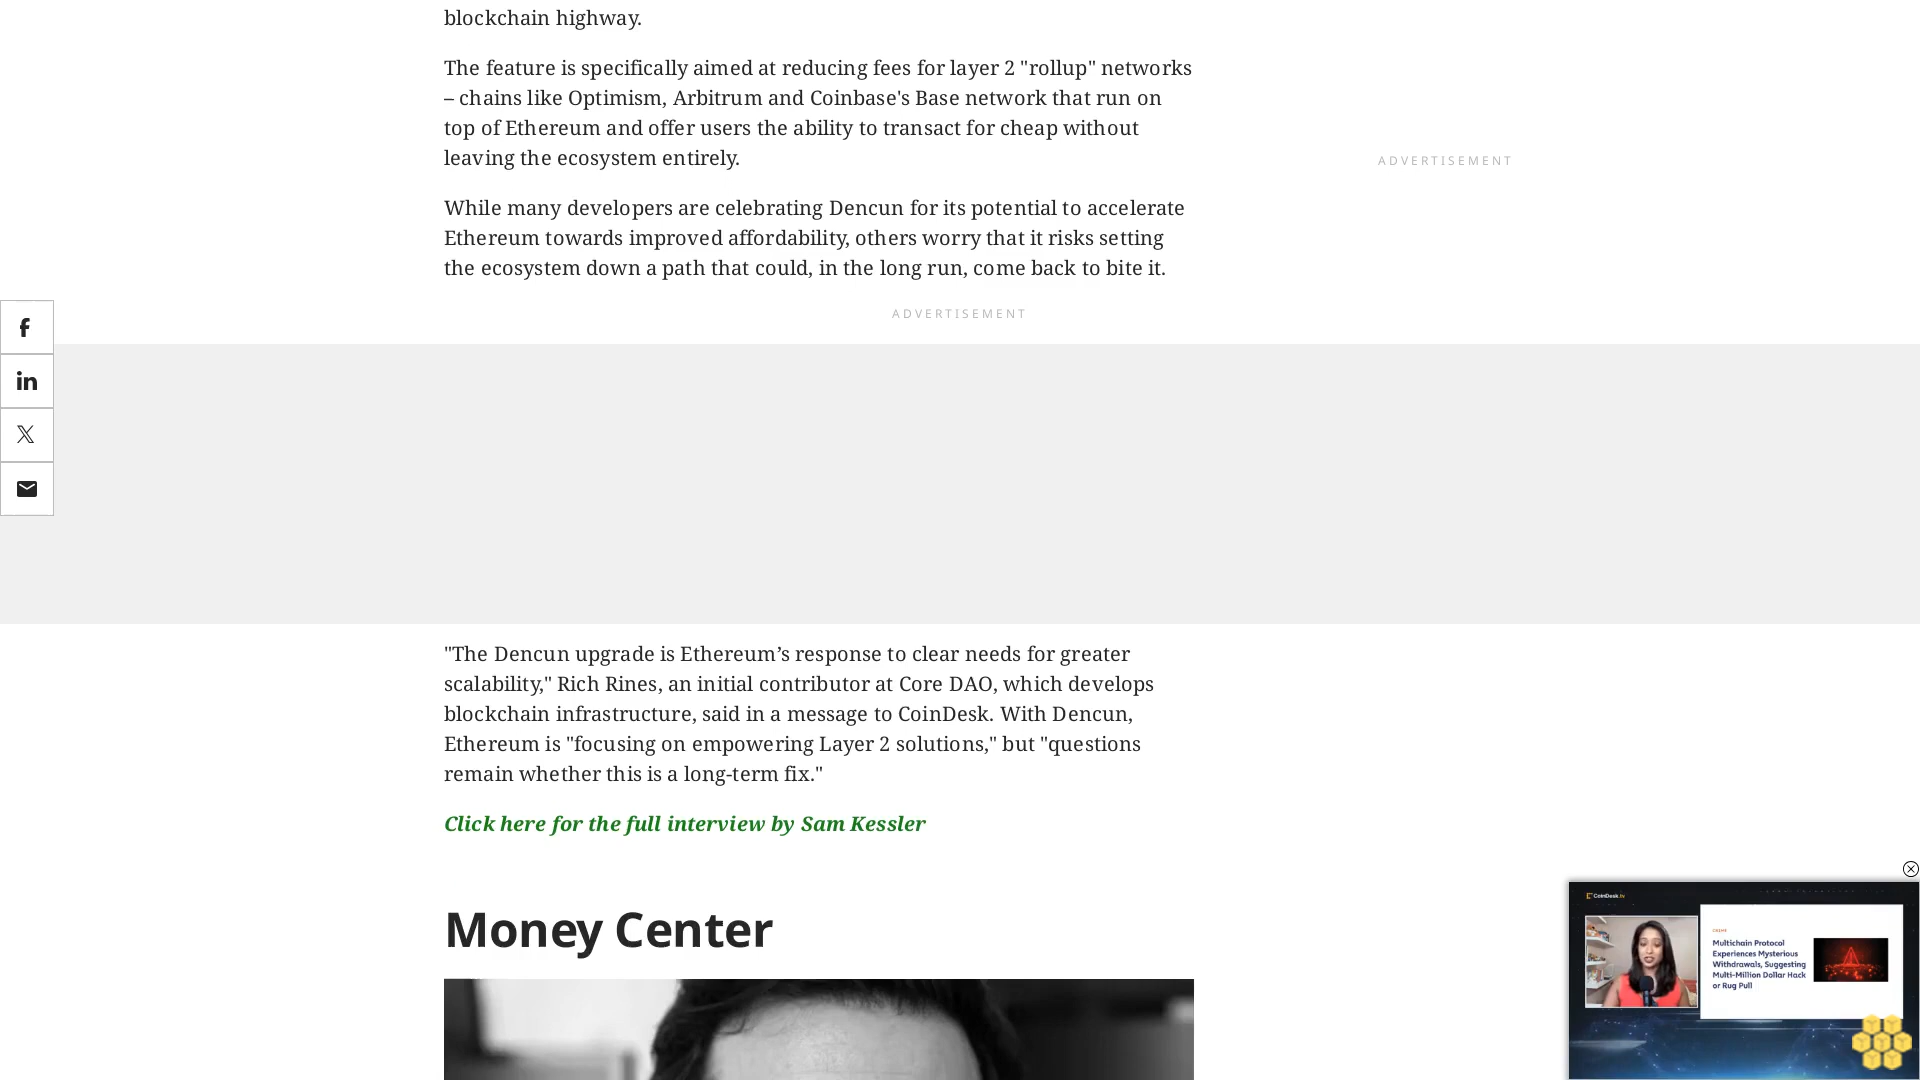 blockchain highway.
The feature is specifically aimed at reducing fees for layer 2 "rollup" networks
– chains like Optimism, Arbitrum and Coinbase's Base network that run on
top of Ethereum and offer users the ability to transact for cheap without
leaving the ecosystem entirely.
ADVERTISEMENT
While many developers are celebrating Dencun for its potential to accelerate
Ethereum towards improved affordability, others worry that it risks setting
the ecosystem down a path that could, in the long run, come back to bite it.
ADVERTISEMENT
"The Dencun upgrade is Ethereum’s response to clear needs for greater
scalability," Rich Rines, an initial contributor at Core DAO, which develops
blockchain infrastructure, said in a message to CoinDesk. With Dencun,
Ethereum is "focusing on empowering Layer 2 solutions," but "questions
remain whether this is a long-term fix."
Click here for the full interview by Sam Kessler
Money Center
CoinDesk.tv
CRIME
Multichain Protocol
Experiences Mysterious
Withdrawals, Suggesting
Multi-Million Dollar Hack
or Rug Pull